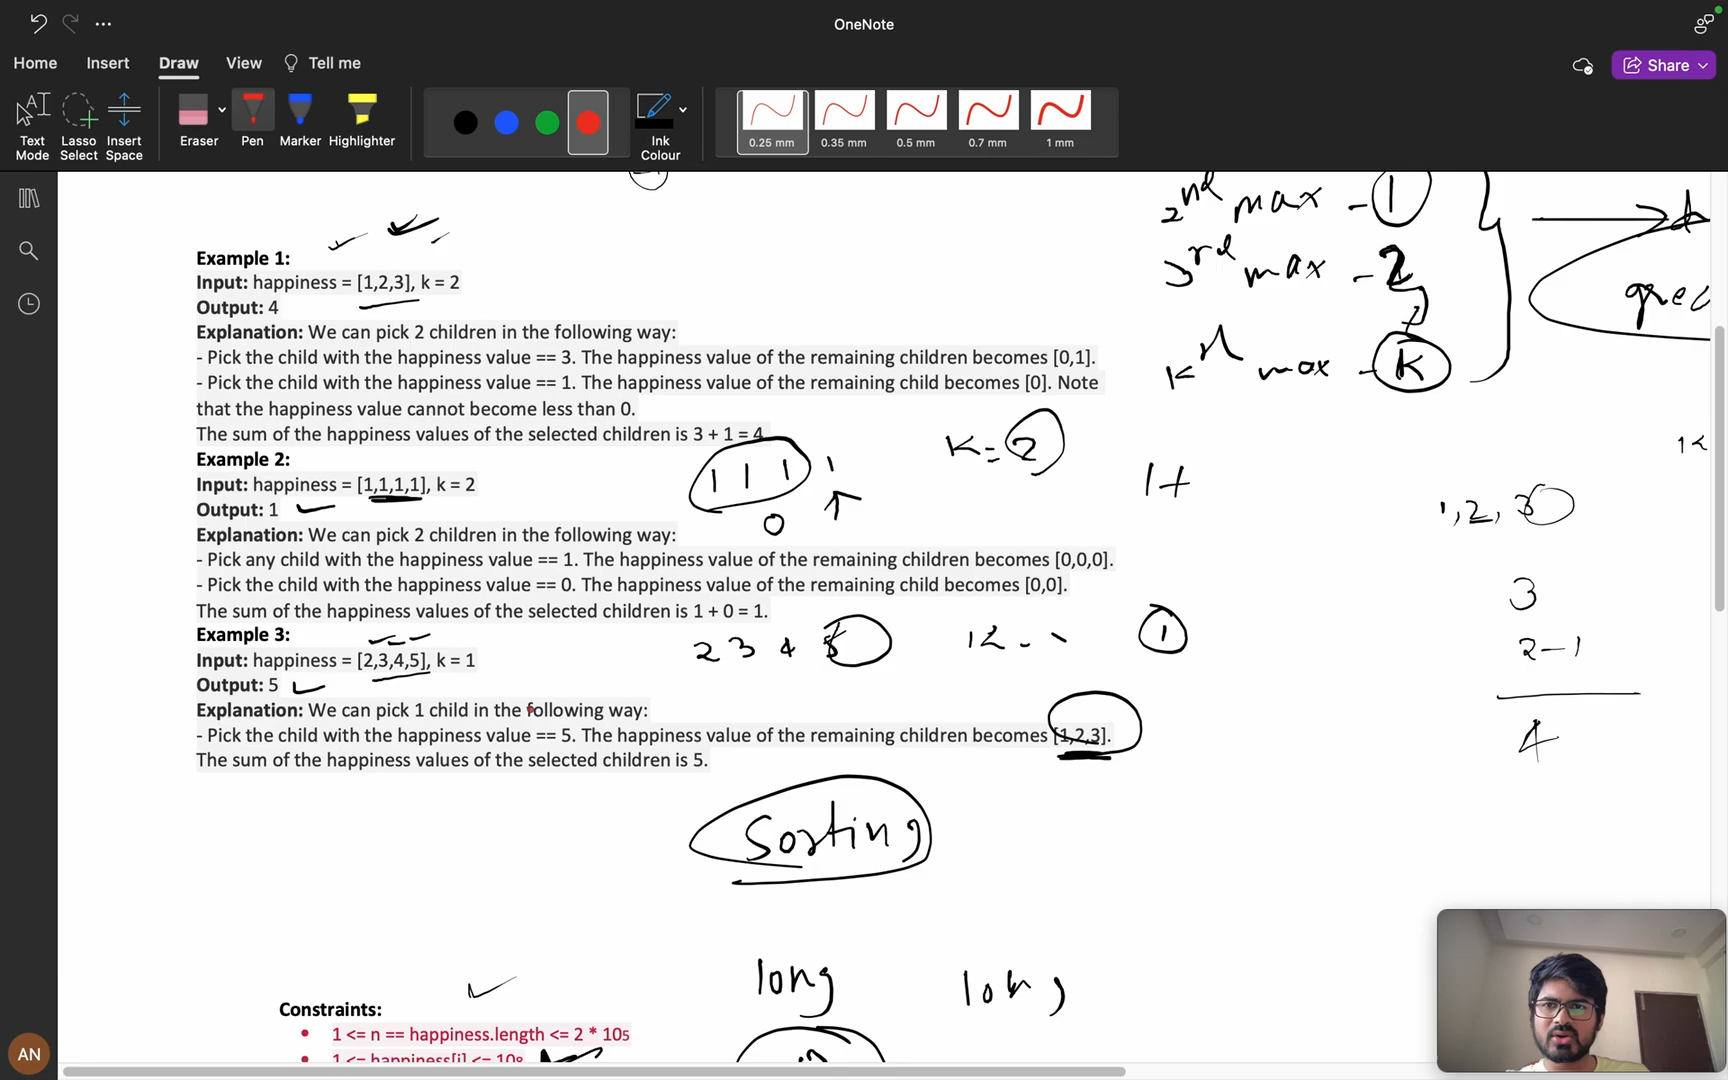 OneNote
Home Insert Draw View Tell me
Share
Text Mode
Lasso Select
Insert Space
Eraser
Pen
Marker
Highlighter
Ink Colour
0.25 mm
0.35 mm
0.5 mm
0.7 mm
1 mm
2nd max - 1
3rd max - 2
Kth max - K
Example 1:
Input: happiness = [1,2,3], k = 2
Output: 4
Explanation: We can pick 2 children in the following way:
- Pick the child with the happiness value == 3. The happiness value of the remaining children becomes [0,1].
- Pick the child with the happiness value == 1. The happiness value of the remaining child becomes [0]. Note
that the happiness value cannot become less than 0.
The sum of the happiness values of the selected children is 3 + 1 = 4.
K = 2
Example 2:
Input: happiness = [1,1,1,1], k = 2
1 1 1 1
0
1+
1, 2, 3
Output: 1
Explanation: We can pick 2 children in the following way:
- Pick any child with the happiness value == 1. The happiness value of the remaining children becomes [0,0,0].
- Pick the child with the happiness value == 0. The happiness value of the remaining child becomes [0,0].
The sum of the happiness values of the selected children is 1 + 0 = 1.
3
2 - 1
4
Example 3:
Input: happiness = [2,3,4,5], k = 1
2 3 4 5
1
Output: 5
Explanation: We can pick 1 child in the following way:
- Pick the child with the happiness value == 5. The happiness value of the remaining children becomes [1,2,3].
The sum of the happiness values of the selected children is 5.
Sorting
long long
Constraints:
1 <= n == happiness.length <= 2 * 105
1 <= happiness[i] <= 108
AN